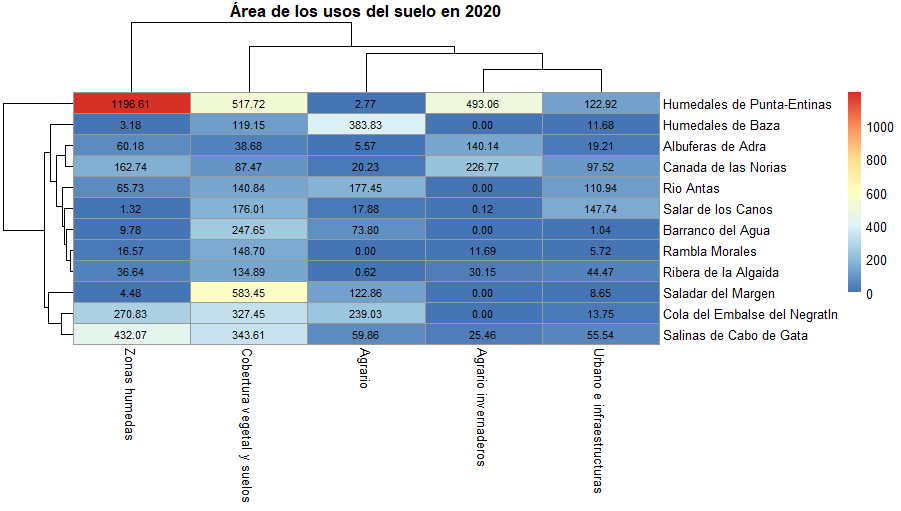 Área de los usos del suelo en 2020
1196.61 517.72 2.77 493.06 122.92 Humedales de Punta-Entinas
3.18 119.15 383.83 0.00 11.68 Humedales de Baza
60.18 38.68 5.57 140.14 19.21 Albuferas de Adra
162.74 87.47 20.23 226.77 97.52 Canada de las Norias
65.73 140.84 177.45 0.00 110.94 Rio Antas
1.32 176.01 17.88 0.12 147.74 Salar de los Canos
9.78 247.65 73.80 0.00 1.04 Barranco del Agua
16.57 148.70 0.00 11.69 5.72 Rambla Morales
36.64 134.89 0.62 30.15 44.47 Ribera de la Algaida
4.48 583.45 122.86 0.00 8.65 Saladar del Margen
270.83 327.45 239.03 0.00 13.75 Cola del Embalse del Negratln
432.07 343.61 59.86 25.46 55.54 Salinas de Cabo de Gata
Zonas humedas
Cobertura vegetal y suelos
Agrario
Agrario invernaderos
Urbano e infraestructuras
1000
800
600
400
200
0